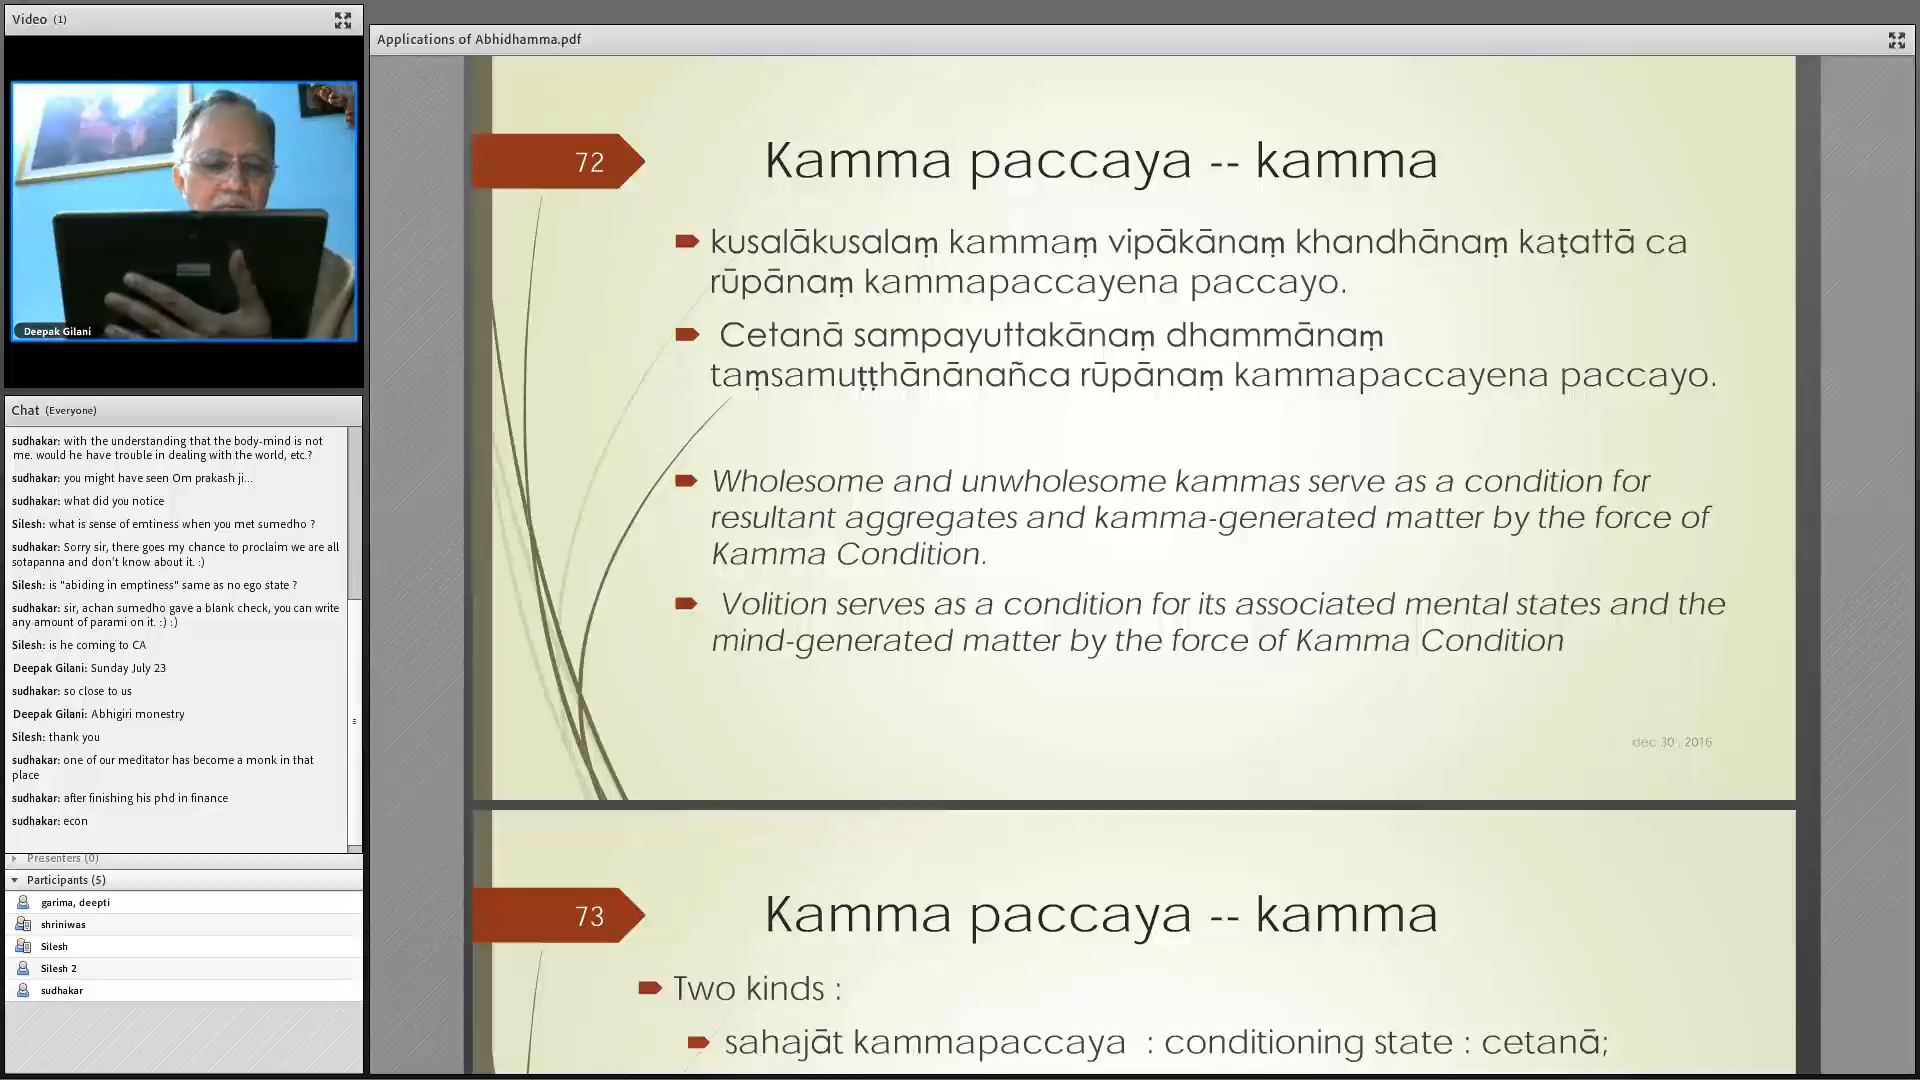 Video (1)
Deepak Gilani
Chat (Everyone)
sudhakar: with the understanding that the body-mind is not
me. would he have trouble in dealing with the world, etc.?
sudhakar: you might have seen Om prakash ji...
sudhakar: what did you notice
Silesh: what is sense of emtiness when you met sumedho ?
sudhakar: Sorry sir, there goes my chance to proclaim we are all
sotapanna and don't know about it. :)
Silesh: is "abiding in emptiness" same as no ego state ?
sudhakar: sir, achan sumedho gave a blank check, you can write
any amount of parami on it. :) :)
Silesh: is he coming to CA
Deepak Gilani: Sunday July 23
sudhakar: so close to us
Deepak Gilani: Abhigiri monestry
Silesh: thank you
sudhakar: one of our meditator has become a monk in that
place
sudhakar: after finishing his phd in finance
sudhakar: econ
Presenters (0)
Participants (5)
garima, deepti
shriniwas
Silesh
Silesh 2
sudhakar
Applications of Abhidhamma.pdf
72
Kamma paccaya -- kamma
kusalākusalaṃ kammaṃ vipākānaṃ khandhānaṃ kaṭattā ca
rūpānaṃ kammapaccayena paccayo.
Cetanā sampayuttakānaṃ dhammānaṃ
taṃsamuṭṭhānānañca rūpānaṃ kammapaccayena paccayo.
Wholesome and unwholesome kammas serve as a condition for
resultant aggregates and kamma-generated matter by the force of
Kamma Condition.
Volition serves as a condition for its associated mental states and the
mind-generated matter by the force of Kamma Condition
dec 30 , 2016
73
Kamma paccaya -- kamma
Two kinds :
sahajāt kammapaccaya : conditioning state : cetanā;